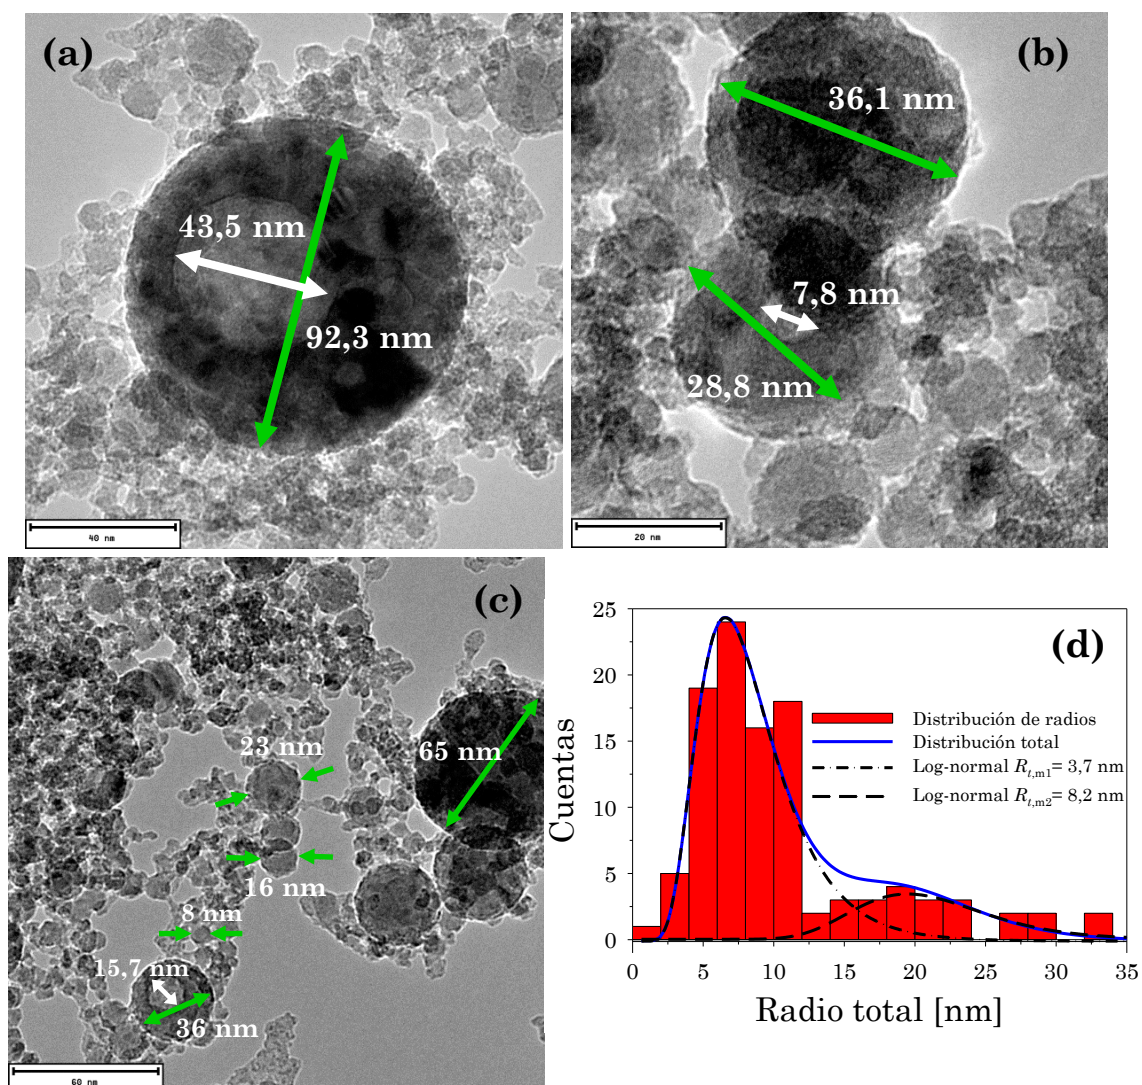 (a)
43,5 nm
92,3 nm
40 nm
(b)
36,1 nm
7,8 nm
28,8 nm
20 nm
(c)
23 nm
65 nm
16 nm
8 nm
15,7 nm
36 nm
60 nm
(d)
25
20
15
10
5
0
Cuentas
Distribución de radios
Distribución total
Log-normal Rt,m1= 3,7 nm
Log-normal Rt,m2= 8,2 nm
0 5 10 15 20 25 30 35
Radio total [nm]